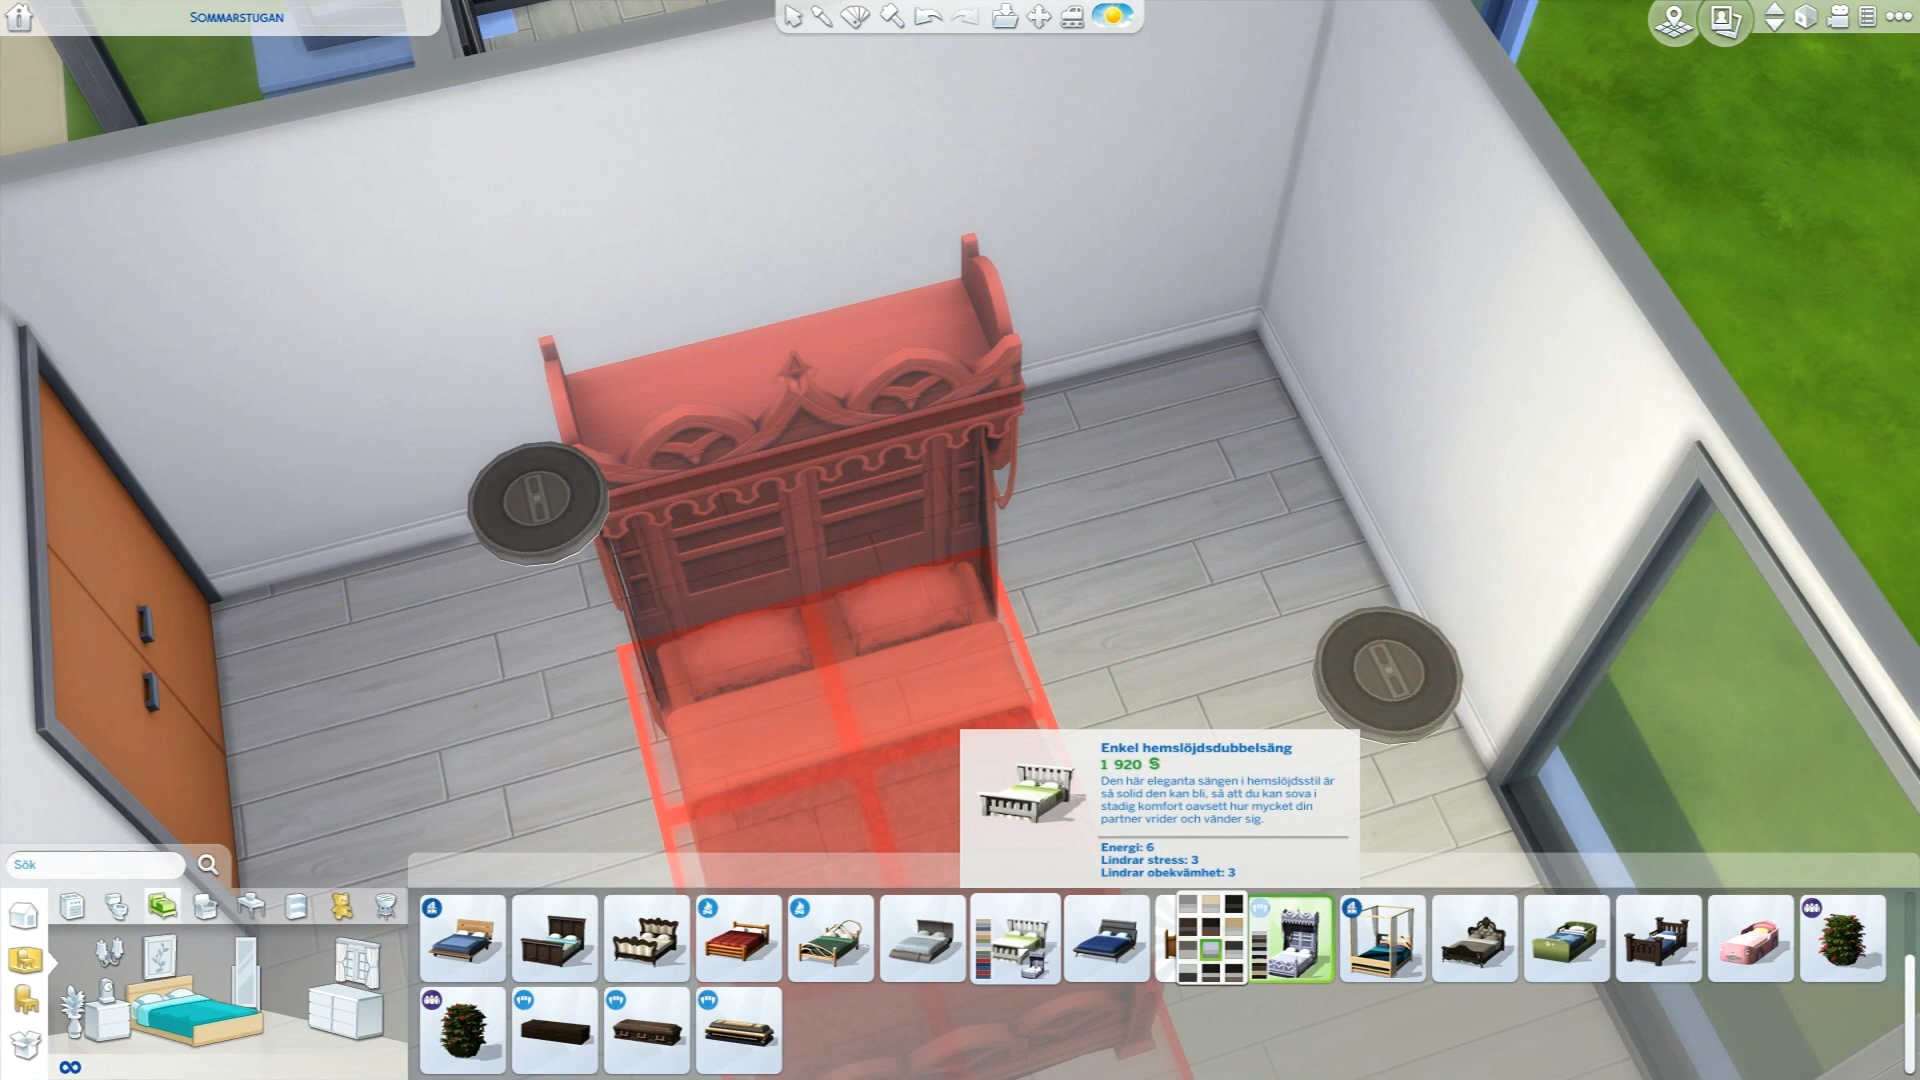 Sommarstugan
Enkel hemslöjdsdubbelsäng
1 920 §
Den här eleganta sängen i hemslöjdsstil är
så solid den kan bli, så att du kan sova i
stadig komfort oavsett hur mycket din
partner vrider och vänder sig.
Energi: 6
Lindrar stress: 3
Lindrar obekvämhet: 3
Sök